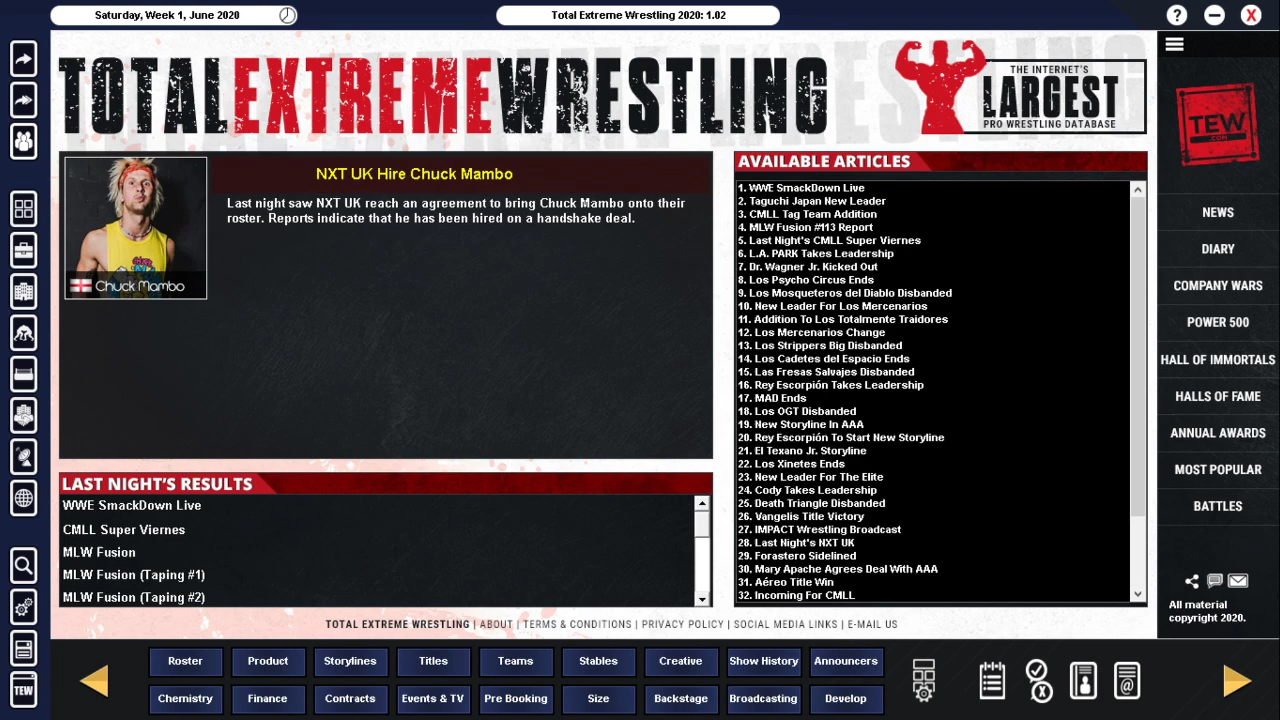 Saturday, Week 1, June 2020
Total Extreme Wrestling 2020: 1.02
?
X
TOTALEXTREMEWRESTLING
THE INTERNET'S
LARGEST
PRO WRESTLING DATABASE
TEW
.COM
NXT UK Hire Chuck Mambo
Last night saw NXT UK reach an agreement to bring Chuck Mambo onto their
roster. Reports indicate that he has been hired on a handshake deal.
Chuck Mambo
AVAILABLE ARTICLES
1. WWE SmackDown Live
2. Taguchi Japan New Leader
3. CMLL Tag Team Addition
4. MLW Fusion #113 Report
5. Last Night's CMLL Super Viernes
6. L.A. PARK Takes Leadership
7. Dr. Wagner Jr. Kicked Out
8. Los Psycho Circus Ends
9. Los Mosqueteros del Diablo Disbanded
10. New Leader For Los Mercenarios
11. Addition To Los Totalmente Traidores
12. Los Mercenarios Change
13. Los Strippers Big Disbanded
14. Los Cadetes del Espacio Ends
15. Las Fresas Salvajes Disbanded
16. Rey Escorpión Takes Leadership
17. MAD Ends
18. Los OGT Disbanded
19. New Storyline In AAA
20. Rey Escorpión To Start New Storyline
21. El Texano Jr. Storyline
22. Los Xinetes Ends
23. New Leader For The Elite
24. Cody Takes Leadership
25. Death Triangle Disbanded
26. Vangelis Title Victory
27. IMPACT Wrestling Broadcast
28. Last Night's NXT UK
29. Forastero Sidelined
30. Mary Apache Agrees Deal With AAA
31. Aéreo Title Win
32. Incoming For CMLL
LAST NIGHT'S RESULTS
WWE SmackDown Live
CMLL Super Viernes
MLW Fusion
MLW Fusion (Taping #1)
MLW Fusion (Taping #2)
NEWS
DIARY
COMPANY WARS
POWER 500
HALL OF IMMORTALS
HALLS OF FAME
ANNUAL AWARDS
MOST POPULAR
BATTLES
All material
copyright 2020.
TOTAL EXTREME WRESTLING | ABOUT | TERMS & CONDITIONS | PRIVACY POLICY | SOCIAL MEDIA LINKS | E-MAIL US
TEW
Roster
Product
Storylines
Titles
Teams
Stables
Creative
Show History
Announcers
Chemistry
Finance
Contracts
Events & TV
Pre Booking
Size
Backstage
Broadcasting
Develop